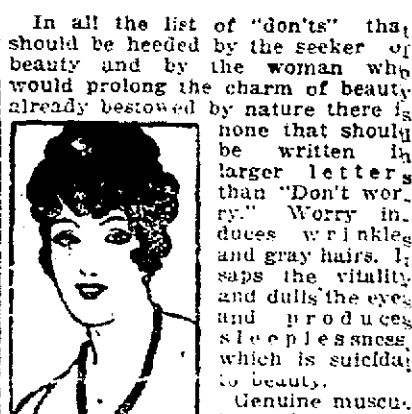 In all the list of "don'ts" that
should be heeded by the seeker of
beauty and by the woman who
would prolong the charm of beauty
already bestowed by nature there is
none that should
be written in
larger letters
than "Don't wor-
ry." Worry in-
duces wrinkles
and gray hairs. It
saps the vitality
and dulls the eyes
and produces
sleeplessness,
which is suicidal
to beauty.
Genuine muscu-